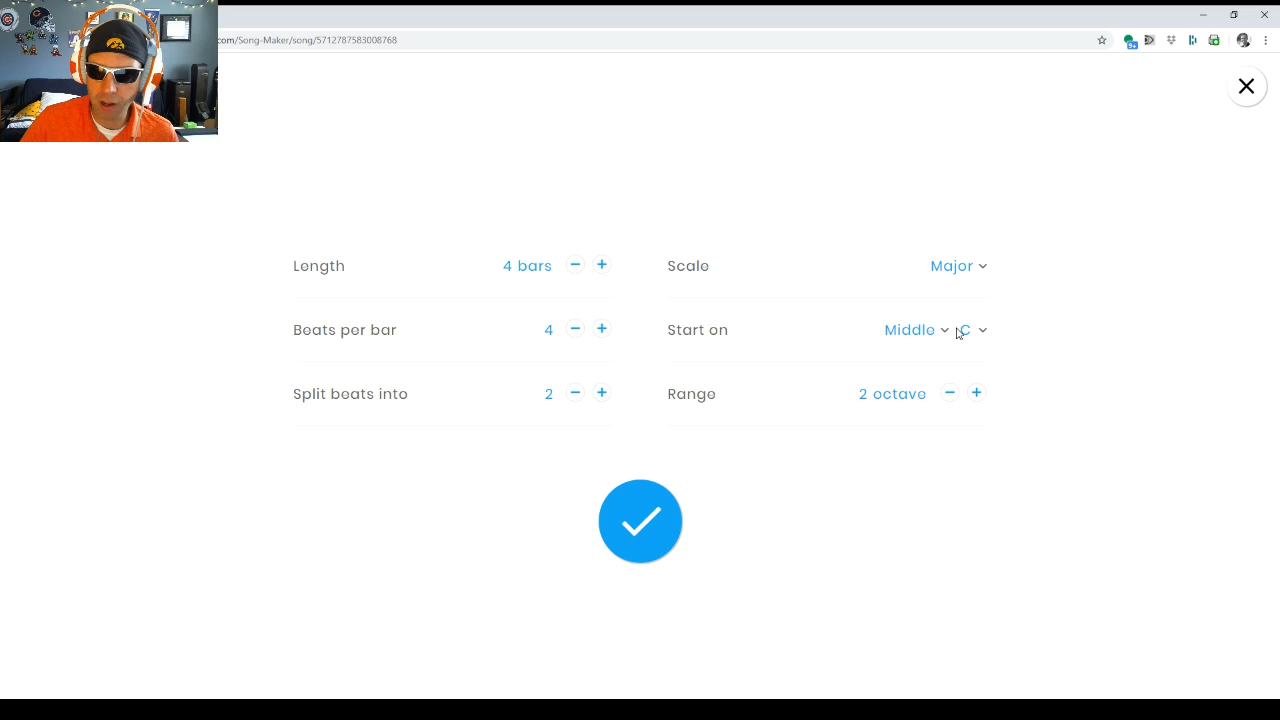 com/Song-Maker/song/5712787583008768
9+
Length 4 bars − +
Scale Major
Beats per bar 4 − +
Start on Middle C
Split beats into 2 − +
Range 2 octave − +